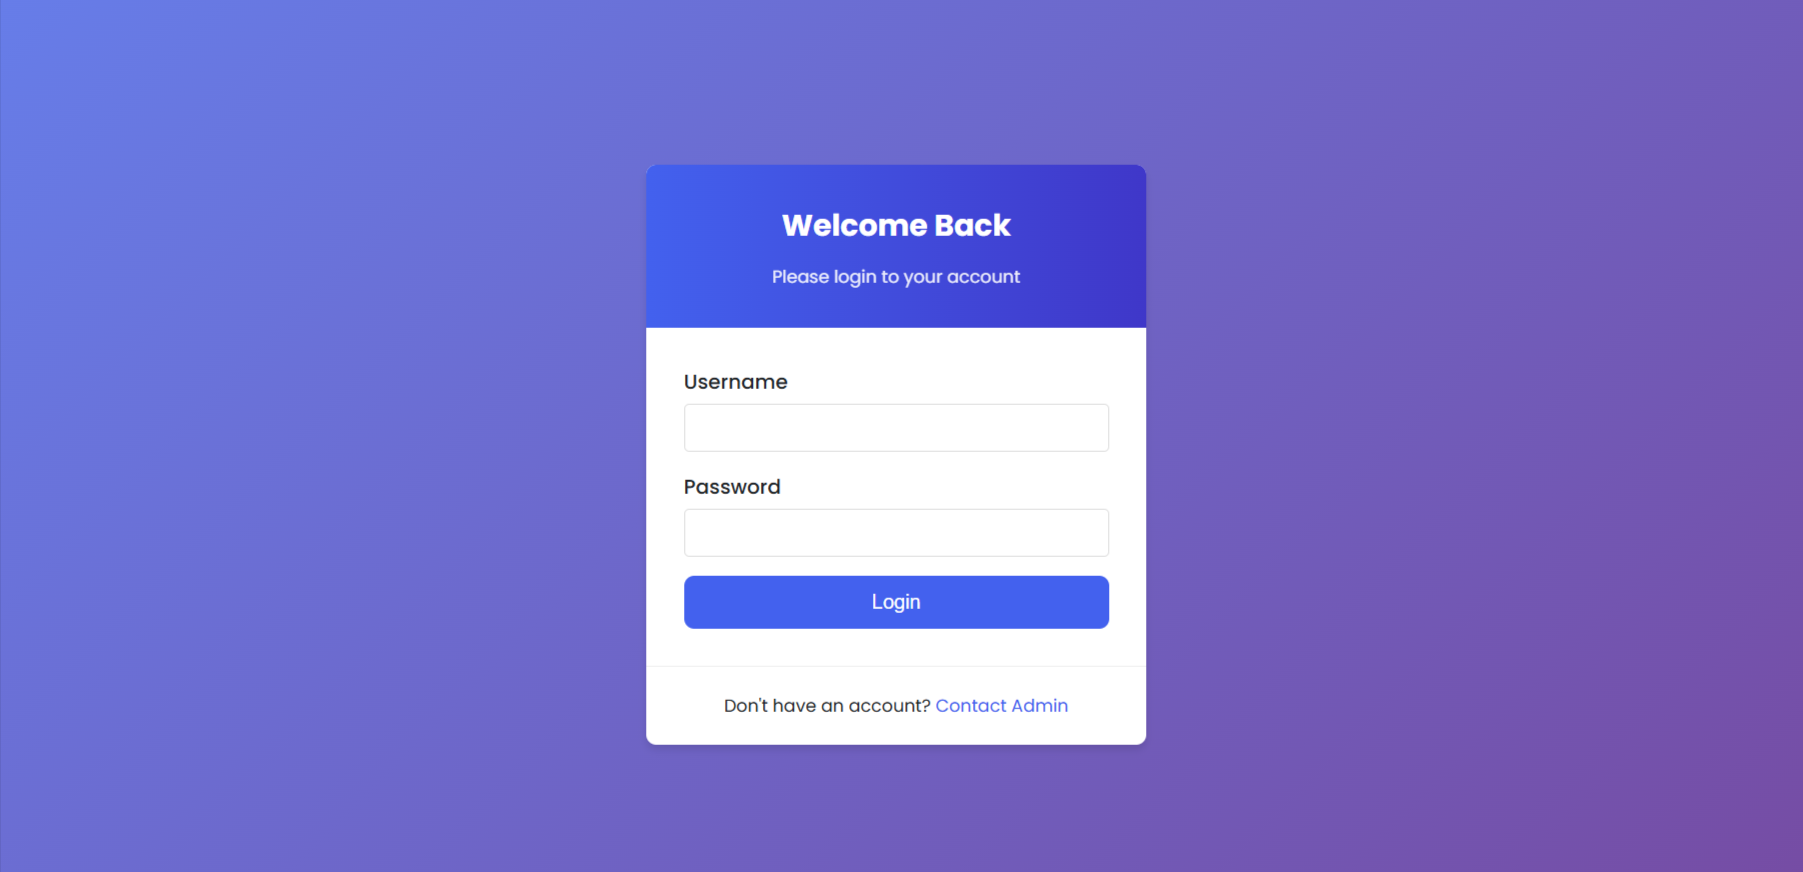 Welcome Back
Please login to your account
Username
Password
Login
Don't have an account? Contact Admin